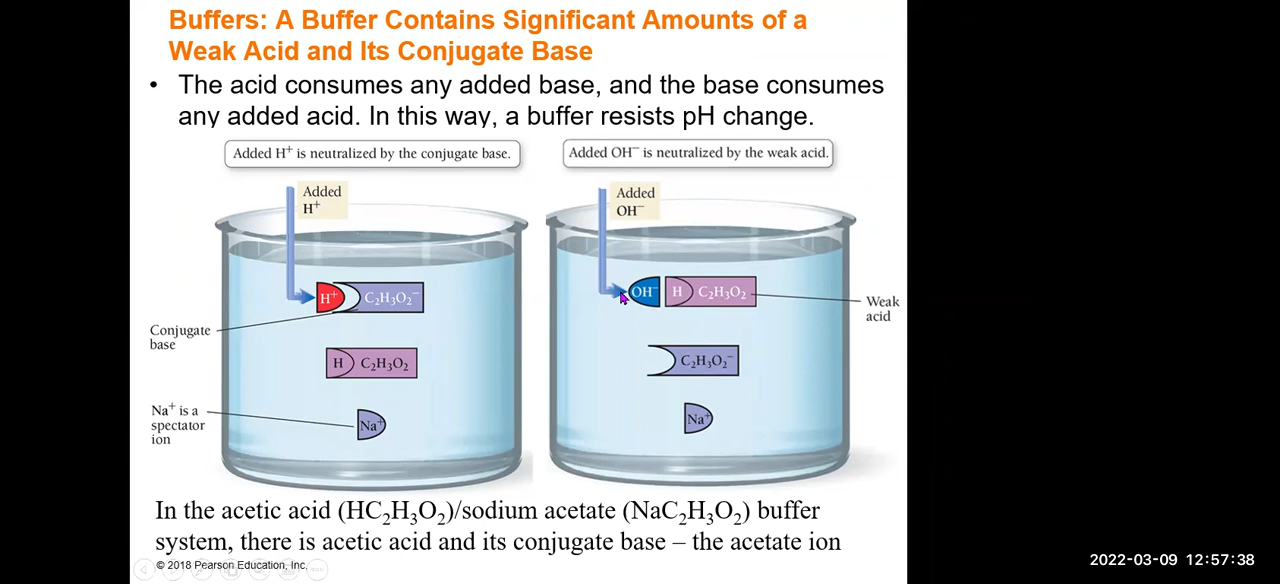 Buffers: A Buffer Contains Significant Amounts of a
Weak Acid and Its Conjugate Base
• The acid consumes any added base, and the base consumes
any added acid. In this way, a buffer resists pH change.
Added H⁺ is neutralized by the conjugate base.
Added OH⁻ is neutralized by the weak acid.
Added
H⁺
Added
OH⁻
H⁺ C₂H₃O₂⁻
OH⁻ H C₂H₃O₂
Weak
acid
Conjugate
base
H C₂H₃O₂
C₂H₃O₂⁻
Na⁺ is a
spectator
ion
Na⁺
Na⁺
In the acetic acid (HC₂H₃O₂)/sodium acetate (NaC₂H₃O₂) buffer
system, there is acetic acid and its conjugate base – the acetate ion
© 2018 Pearson Education, Inc.
2022-03-09 12:57:38